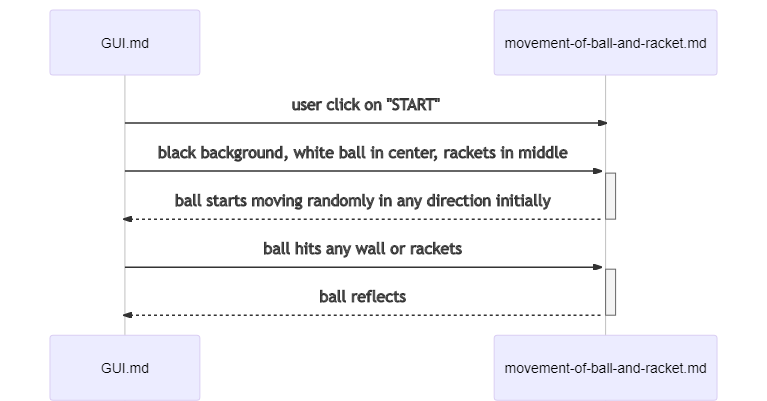 GUI.md
movement-of-ball-and-racket.md
user click on "START"
black background, white ball in center, rackets in middle
ball starts moving randomly in any direction initially
ball hits any wall or rackets
ball reflects
GUI.md
movement-of-ball-and-racket.md